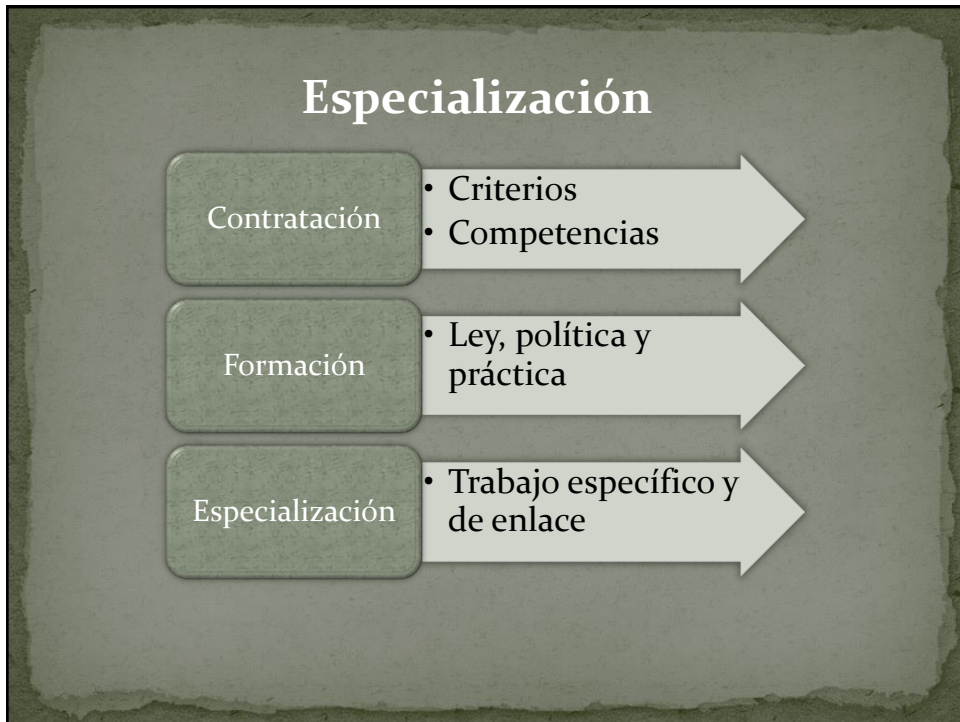 Especialización
Contratación
• Criterios
• Competencias
Formación
• Ley, política y
práctica
Especialización
• Trabajo específico y
de enlace